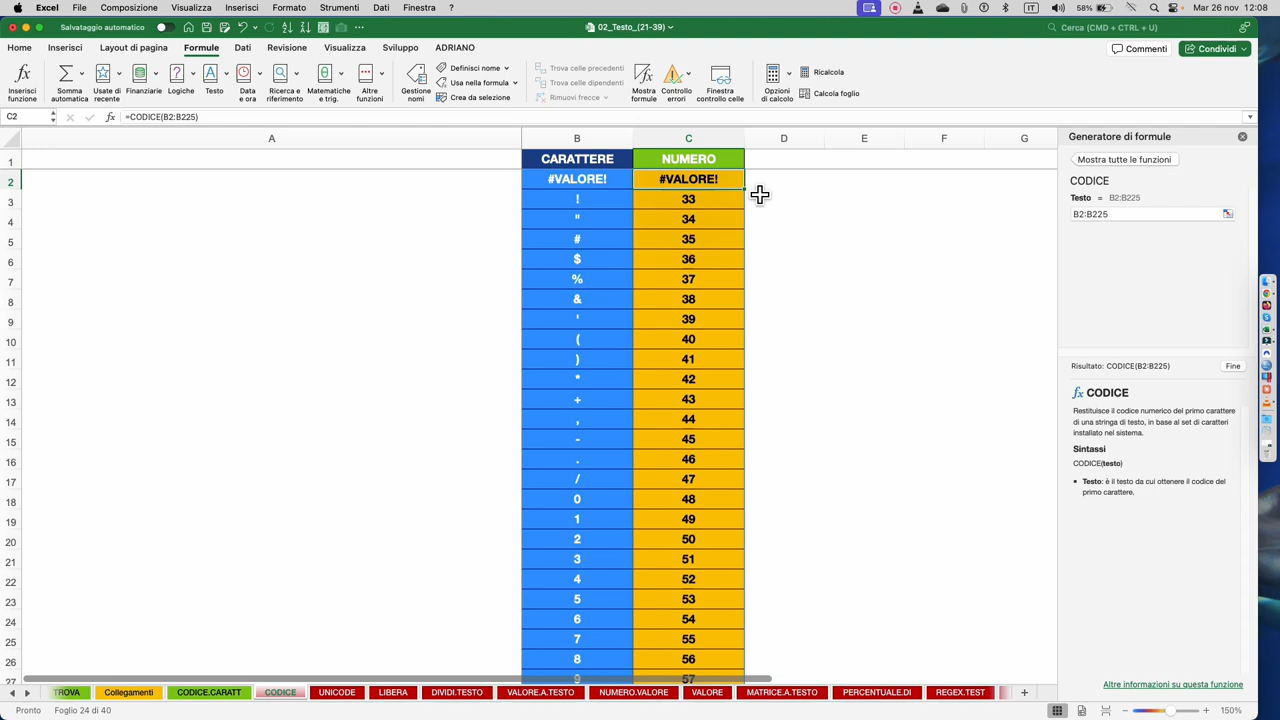 Excel File Modifica Visualizza Inserisci Formato Strumenti Dati Finestra ? 58% IT Mar 26 nov 12:08
Salvataggio automatico 02_Testo_(21-39) Cerca (CMD + CTRL + U)
Home Inserisci Layout di pagina Formule Dati Revisione Visualizza Sviluppo ADRIANO Commenti Condividi
Inserisci funzione
Somma automatica
Usate di recente
Finanziarie
Logiche
Testo
Data e ora
Ricerca e riferimento
Matematiche e trig.
Altre funzioni
Gestione nomi
Definisci nome
Usa nella formula
Crea da selezione
Trova celle precedenti
Trova celle dipendenti
Rimuovi frecce
Mostra formule
Controllo errori
Finestra controllo celle
Opzioni di calcolo
Ricalcola
Calcola foglio
C2 fx =CODICE(B2:B225)
A B C D E F G
1 CARATTERE NUMERO
2 #VALORE! #VALORE!
3 ! 33
4 " 34
5 # 35
6 $ 36
7 % 37
8 & 38
9 ' 39
10 ( 40
11 ) 41
12 * 42
13 + 43
14 , 44
15 - 45
16 . 46
17 / 47
18 0 48
19 1 49
20 2 50
21 3 51
22 4 52
23 5 53
24 6 54
25 7 55
26 8 56
27 9 57
Generatore di formule
Mostra tutte le funzioni
CODICE
Testo = B2:B225
B2:B225
Risultato: CODICE(B2:B225) Fine
fx CODICE
Restituisce il codice numerico del primo carattere
di una stringa di testo, in base al set di caratteri
installato nel sistema.
Sintassi
CODICE(testo)
Testo: è il testo da cui ottenere il codice del
primo carattere.
Altre informazioni su questa funzione
TROVA Collegamenti CODICE.CARATT CODICE UNICODE LIBERA DIVIDI.TESTO VALORE.A.TESTO NUMERO.VALORE VALORE MATRICE.A.TESTO PERCENTUALE.DI REGEX.TEST
Pronto Foglio 24 di 40 150%